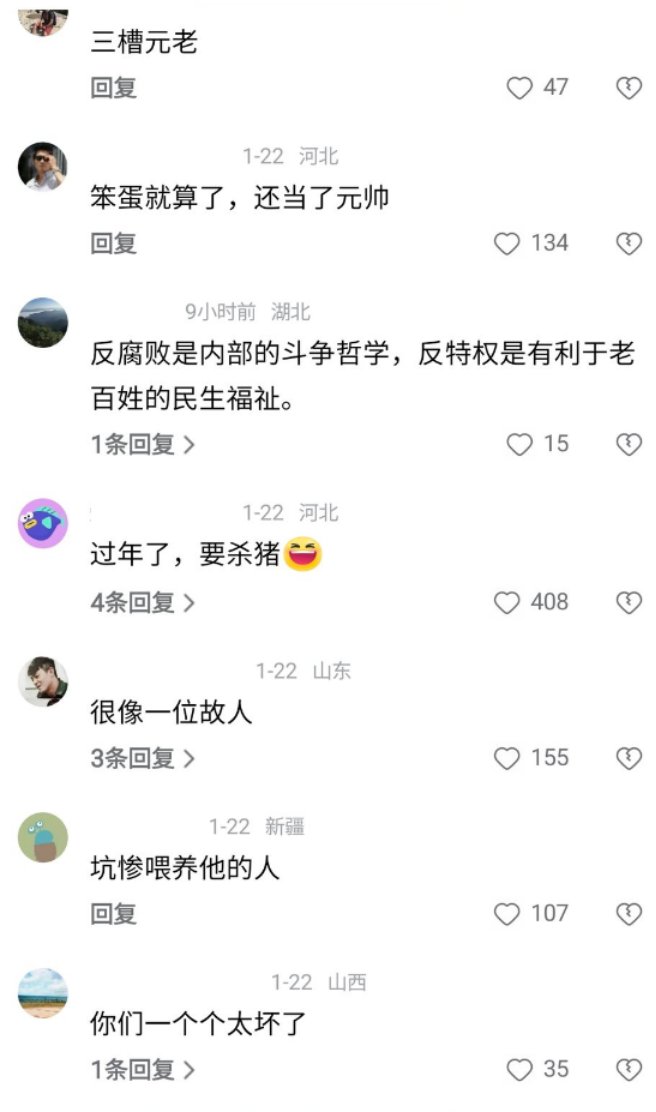 三槽元老
回复
47
1-22 河北
笨蛋就算了，还当了元帅
回复
134
9小时前 湖北
反腐败是内部的斗争哲学，反特权是有利于老
百姓的民生福祉。
1条回复
15
1-22 河北
过年了，要杀猪😆
4条回复
408
1-22 山东
很像一位故人
3条回复
155
1-22 新疆
坑惨喂养他的人
回复
107
1-22 山西
你们一个个太坏了
1条回复
35